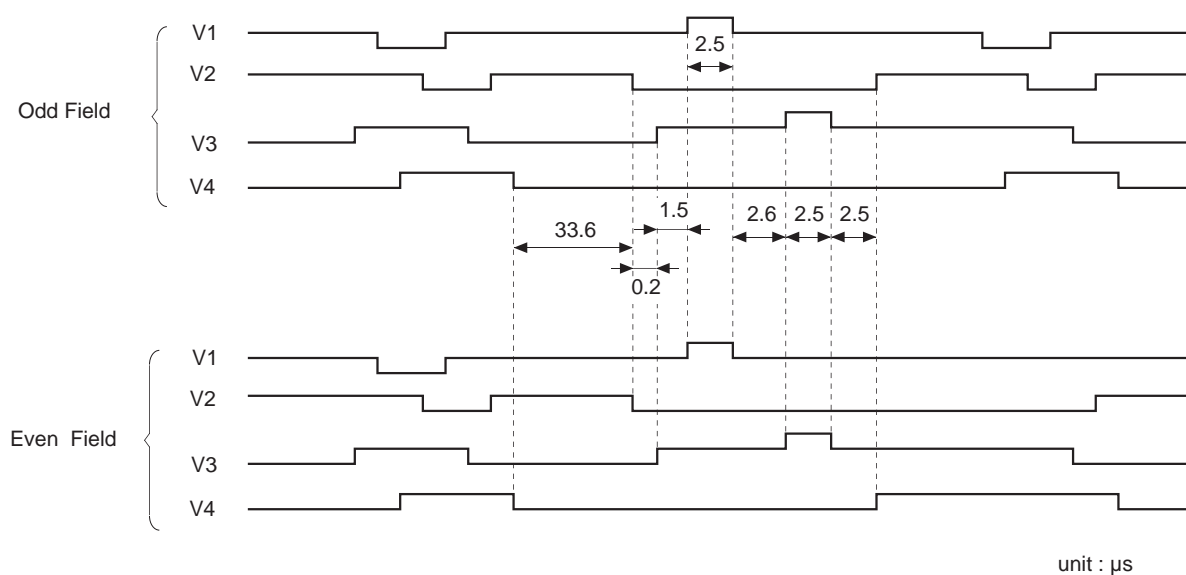 V1
2.5
V2
Odd Field
V3
V4
1.5
33.6
2.6
2.5
2.5
0.2
V1
V2
Even Field
V3
V4
unit : µs